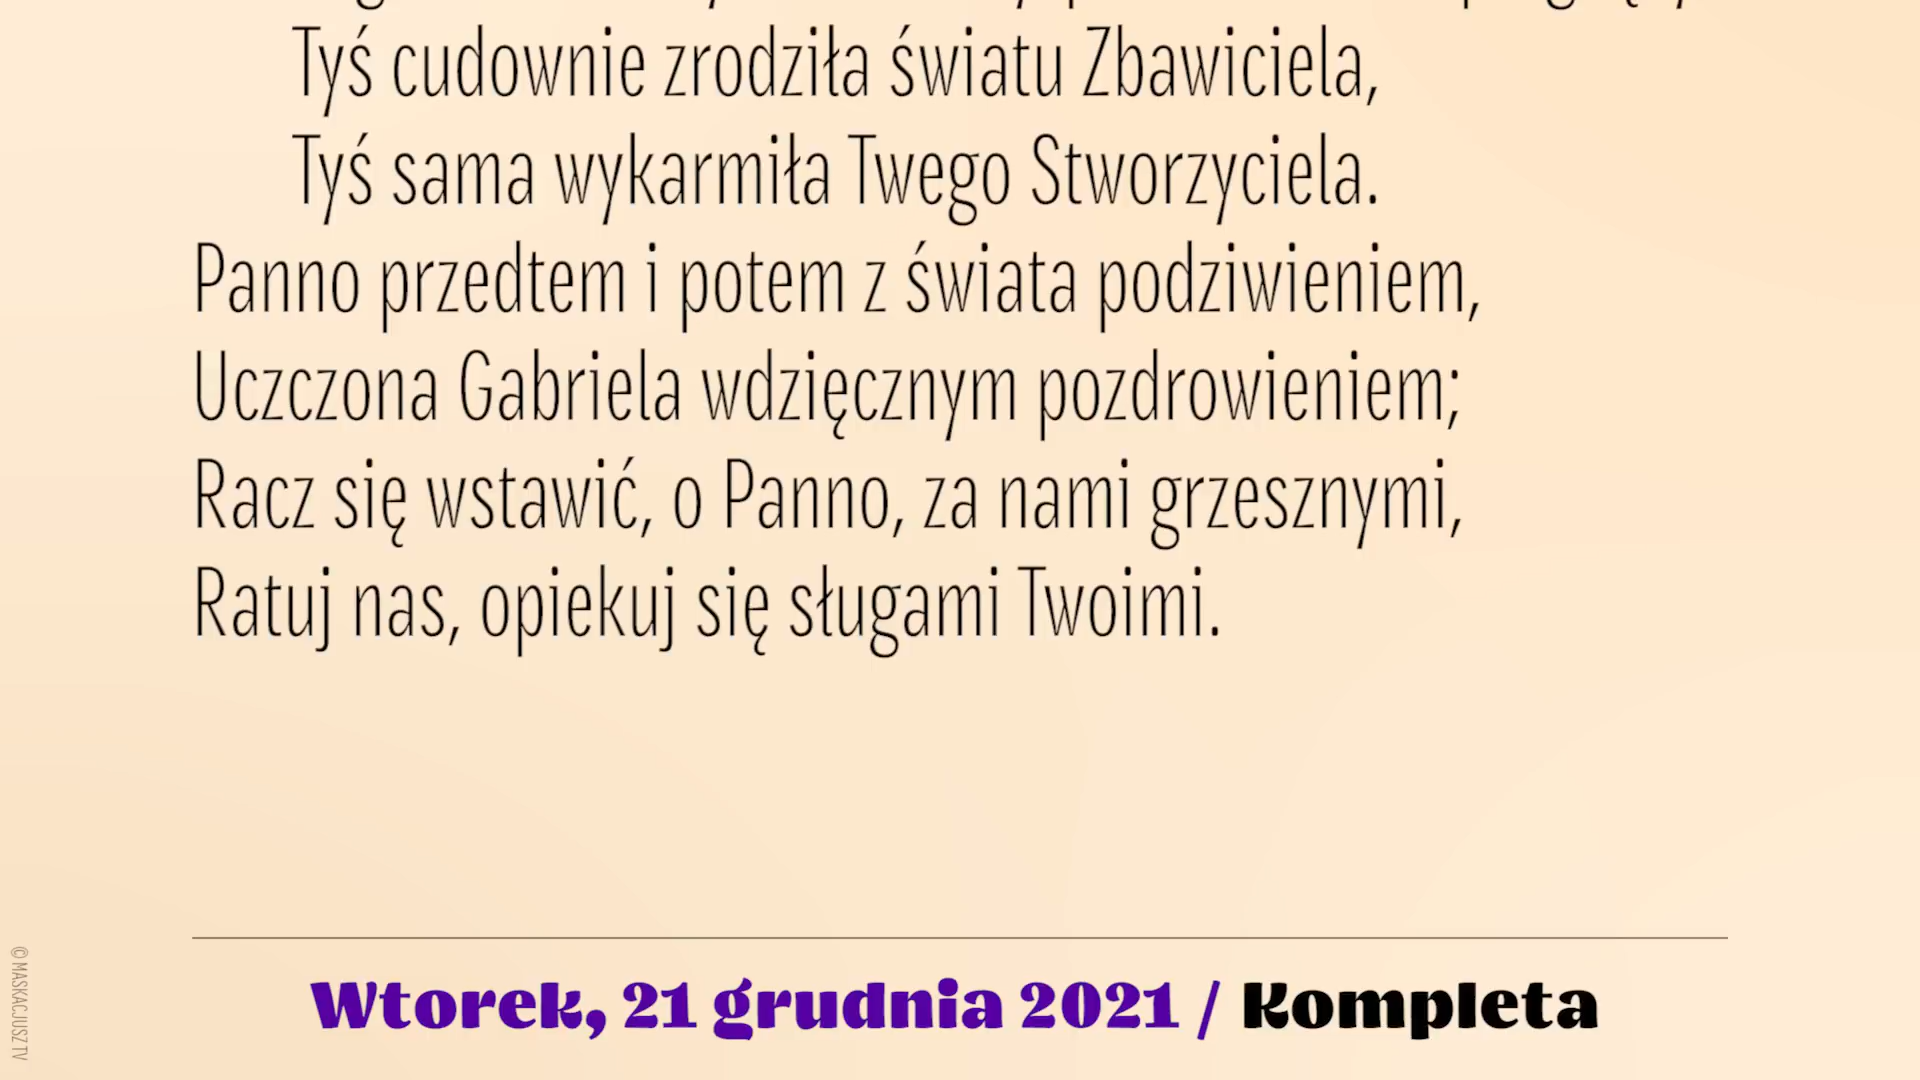 Tyś cudownie zrodziła światu Zbawiciela,
Tyś sama wykarmiła Twego Stworzyciela.
Panno przedtem i potem z świata podziwieniem,
Uczczona Gabriela wdzięcznym pozdrowieniem;
Racz się wstawić, o Panno, za nami grzesznymi,
Ratuj nas, opiekuj się sługami Twoimi.
Wtorek, 21 grudnia 2021 / Kompleta
© MASKACJUSZ TV